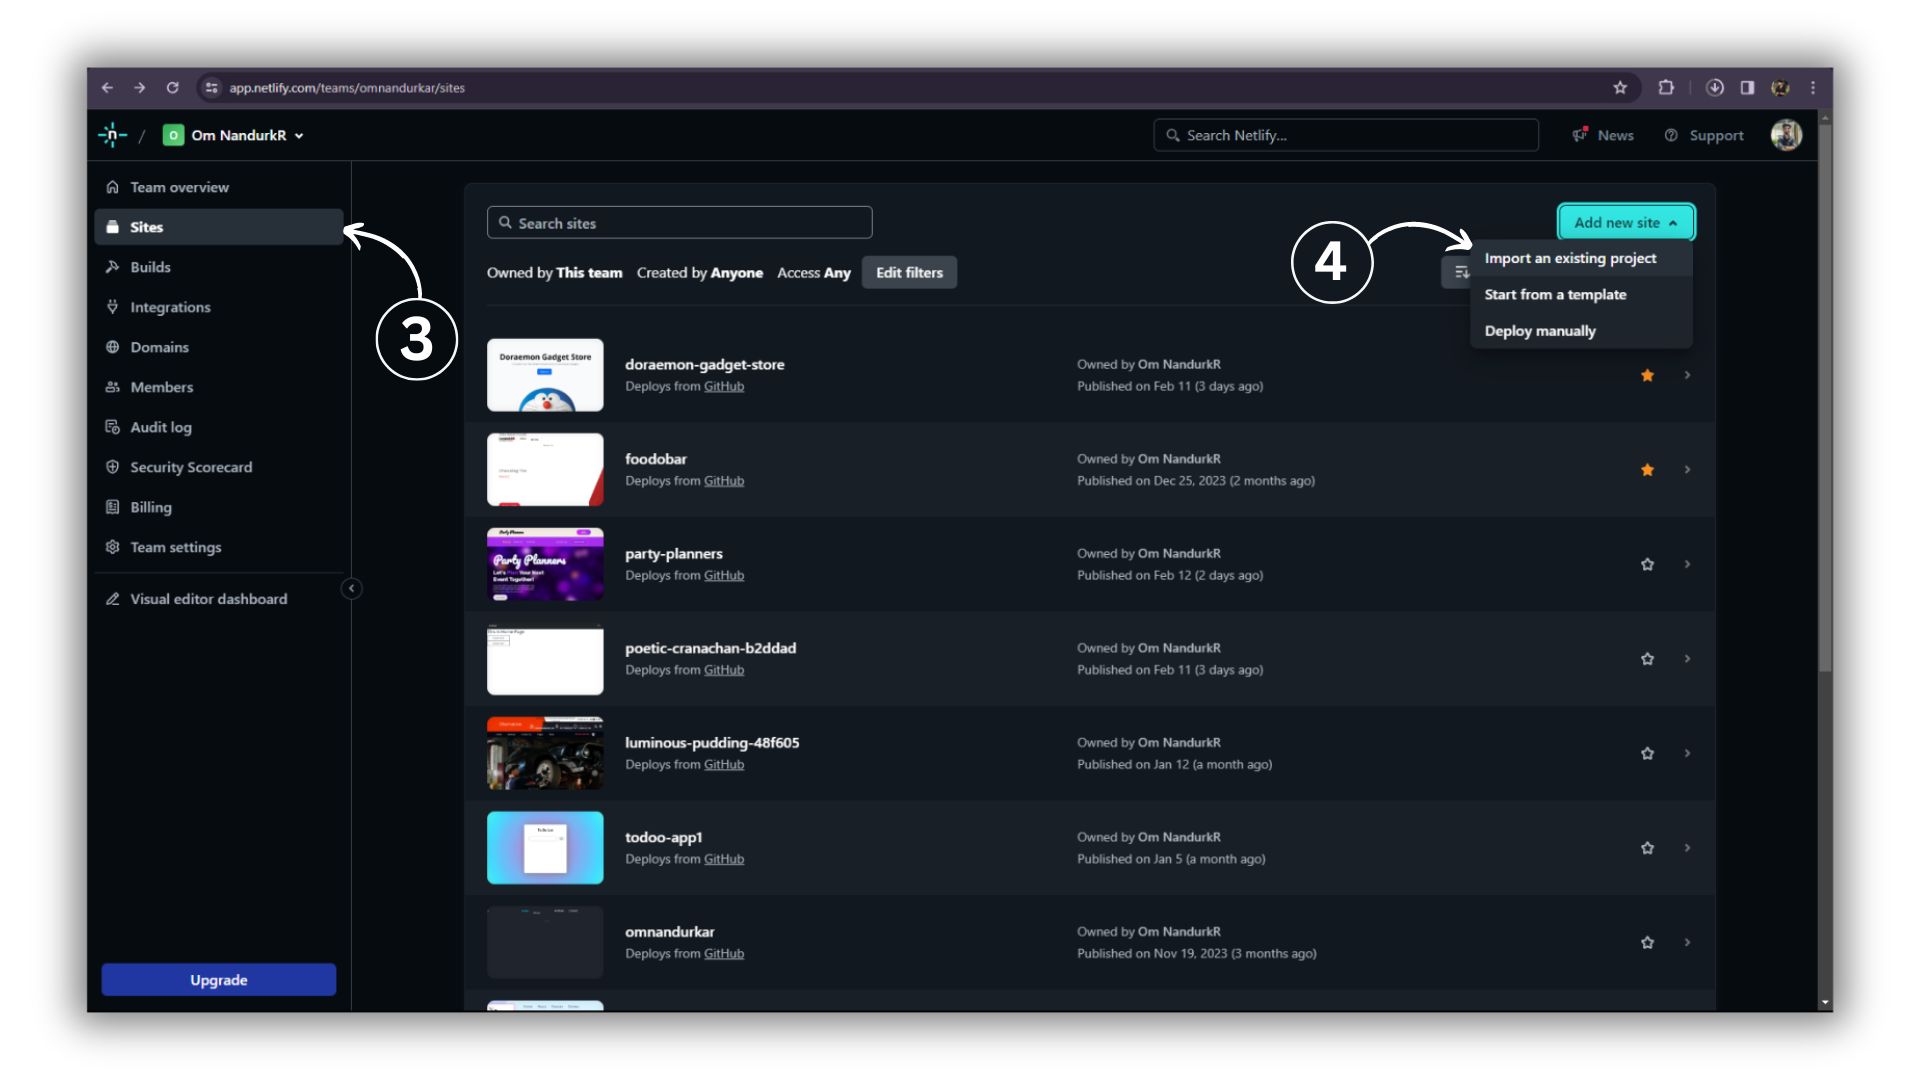 app.netlify.com/teams/omnandurkar/sites
/ O Om NandurkR
Search Netlify...
News
Support
Team overview
Sites
Builds
Integrations
Domains
Members
Audit log
Security Scorecard
Billing
Team settings
Visual editor dashboard
Upgrade
3
Search sites
Add new site
4
Import an existing project
Start from a template
Deploy manually
Owned by This team Created by Anyone Access Any Edit filters
Doraemon Gadget Store
doraemon-gadget-store
Deploys from GitHub
Owned by Om NandurkR
Published on Feb 11 (3 days ago)
foodobar
Deploys from GitHub
Owned by Om NandurkR
Published on Dec 25, 2023 (2 months ago)
Party Planners
Let's Plan Your Next
Event Together!
party-planners
Deploys from GitHub
Owned by Om NandurkR
Published on Feb 12 (2 days ago)
poetic-cranachan-b2ddad
Deploys from GitHub
Owned by Om NandurkR
Published on Feb 11 (3 days ago)
luminous-pudding-48f605
Deploys from GitHub
Owned by Om NandurkR
Published on Jan 12 (a month ago)
todoo-app1
Deploys from GitHub
Owned by Om NandurkR
Published on Jan 5 (a month ago)
omnandurkar
Deploys from GitHub
Owned by Om NandurkR
Published on Nov 19, 2023 (3 months ago)